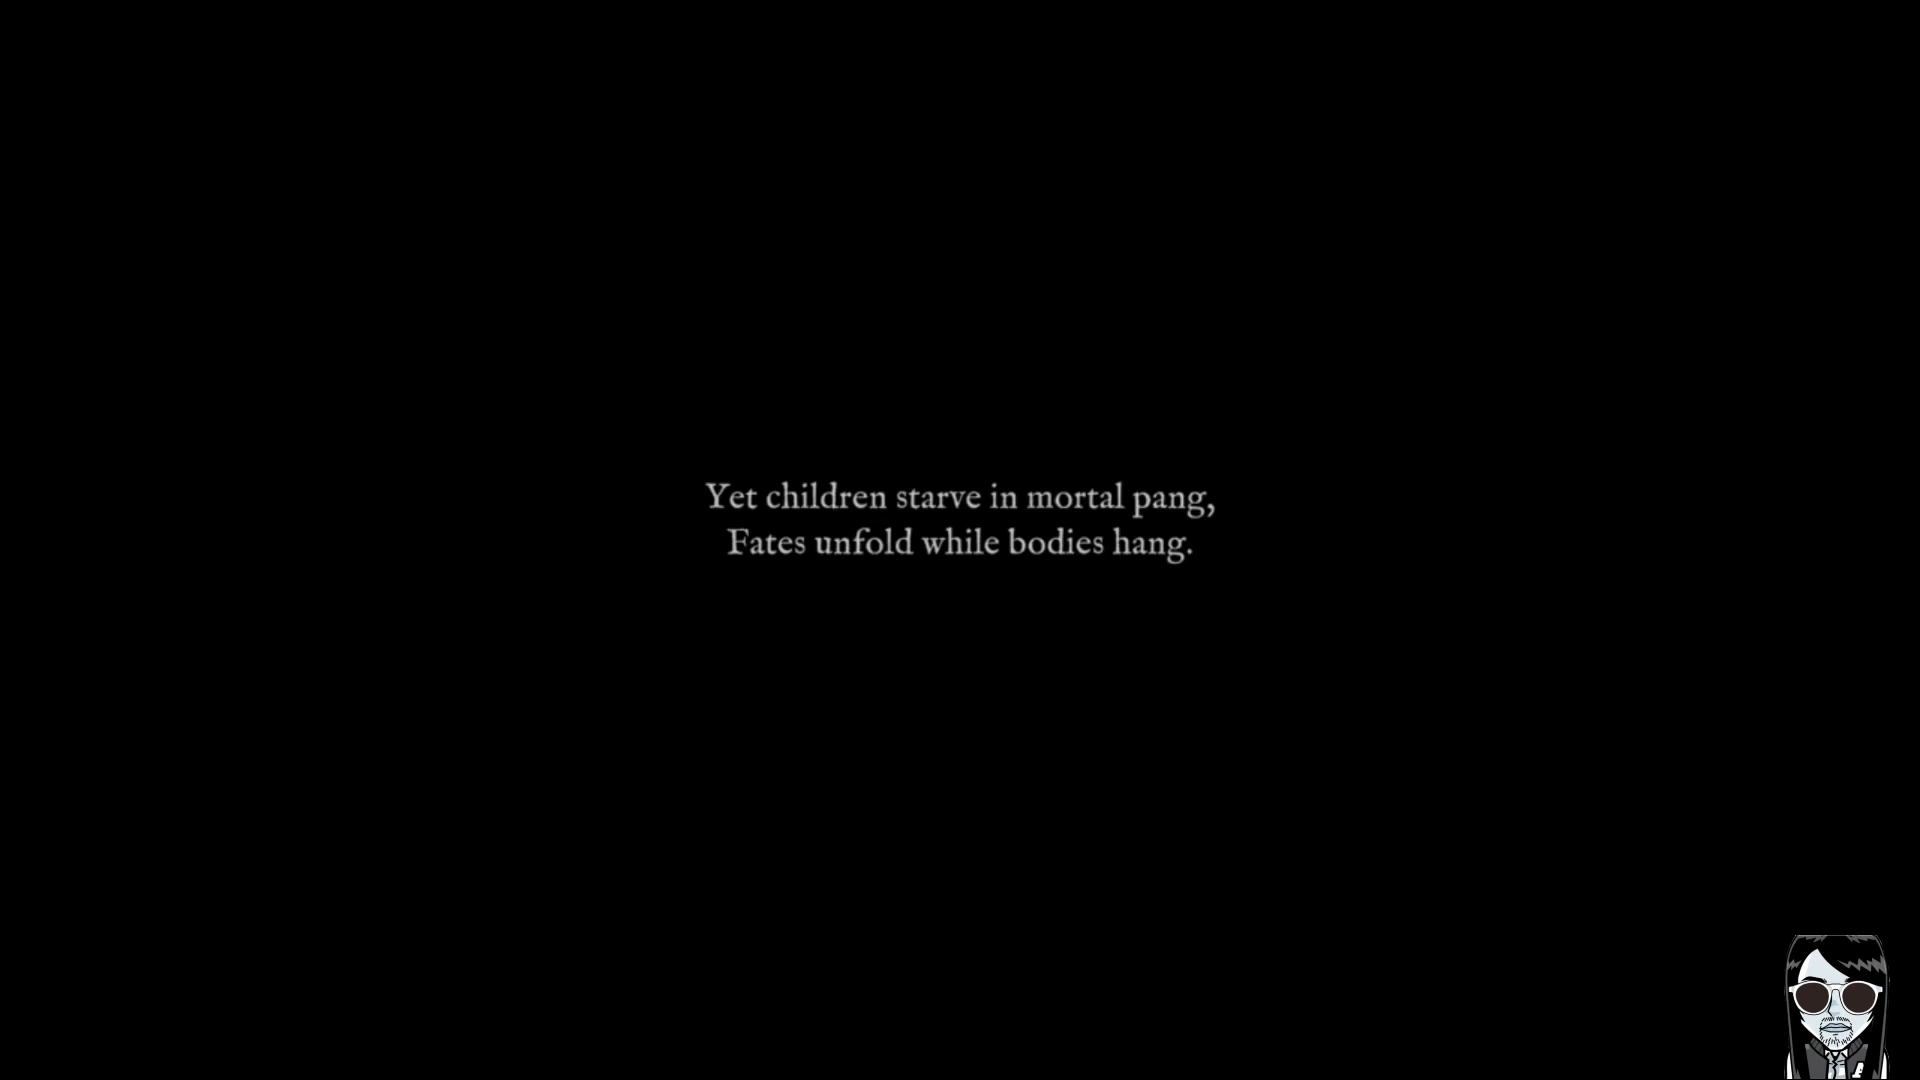 Yet children starve in mortal pang,
Fates unfold while bodies hang.